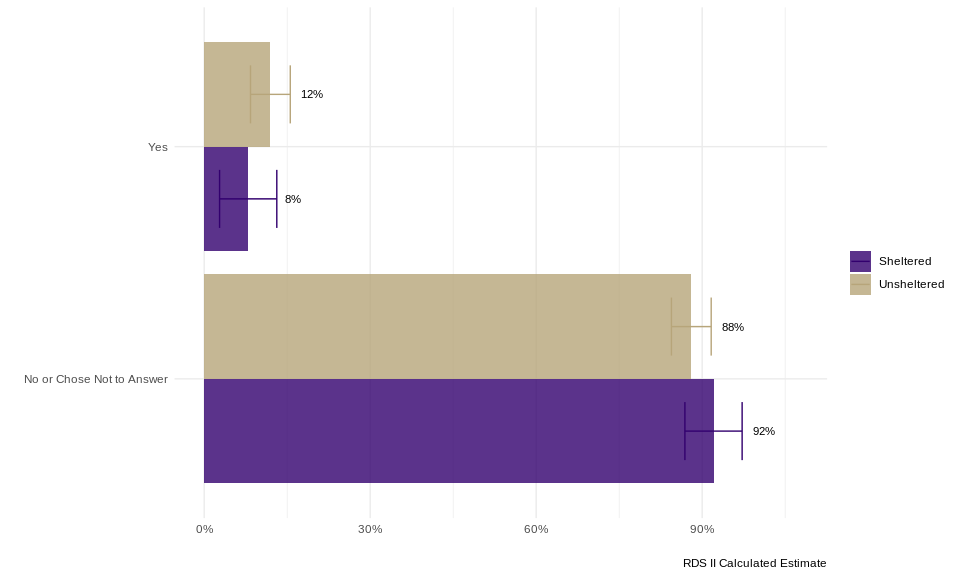 12%
Yes
8%
Sheltered
Unsheltered
88%
No or Chose Not to Answer
92%
0%
30%
60%
90%
RDS II Calculated Estimate